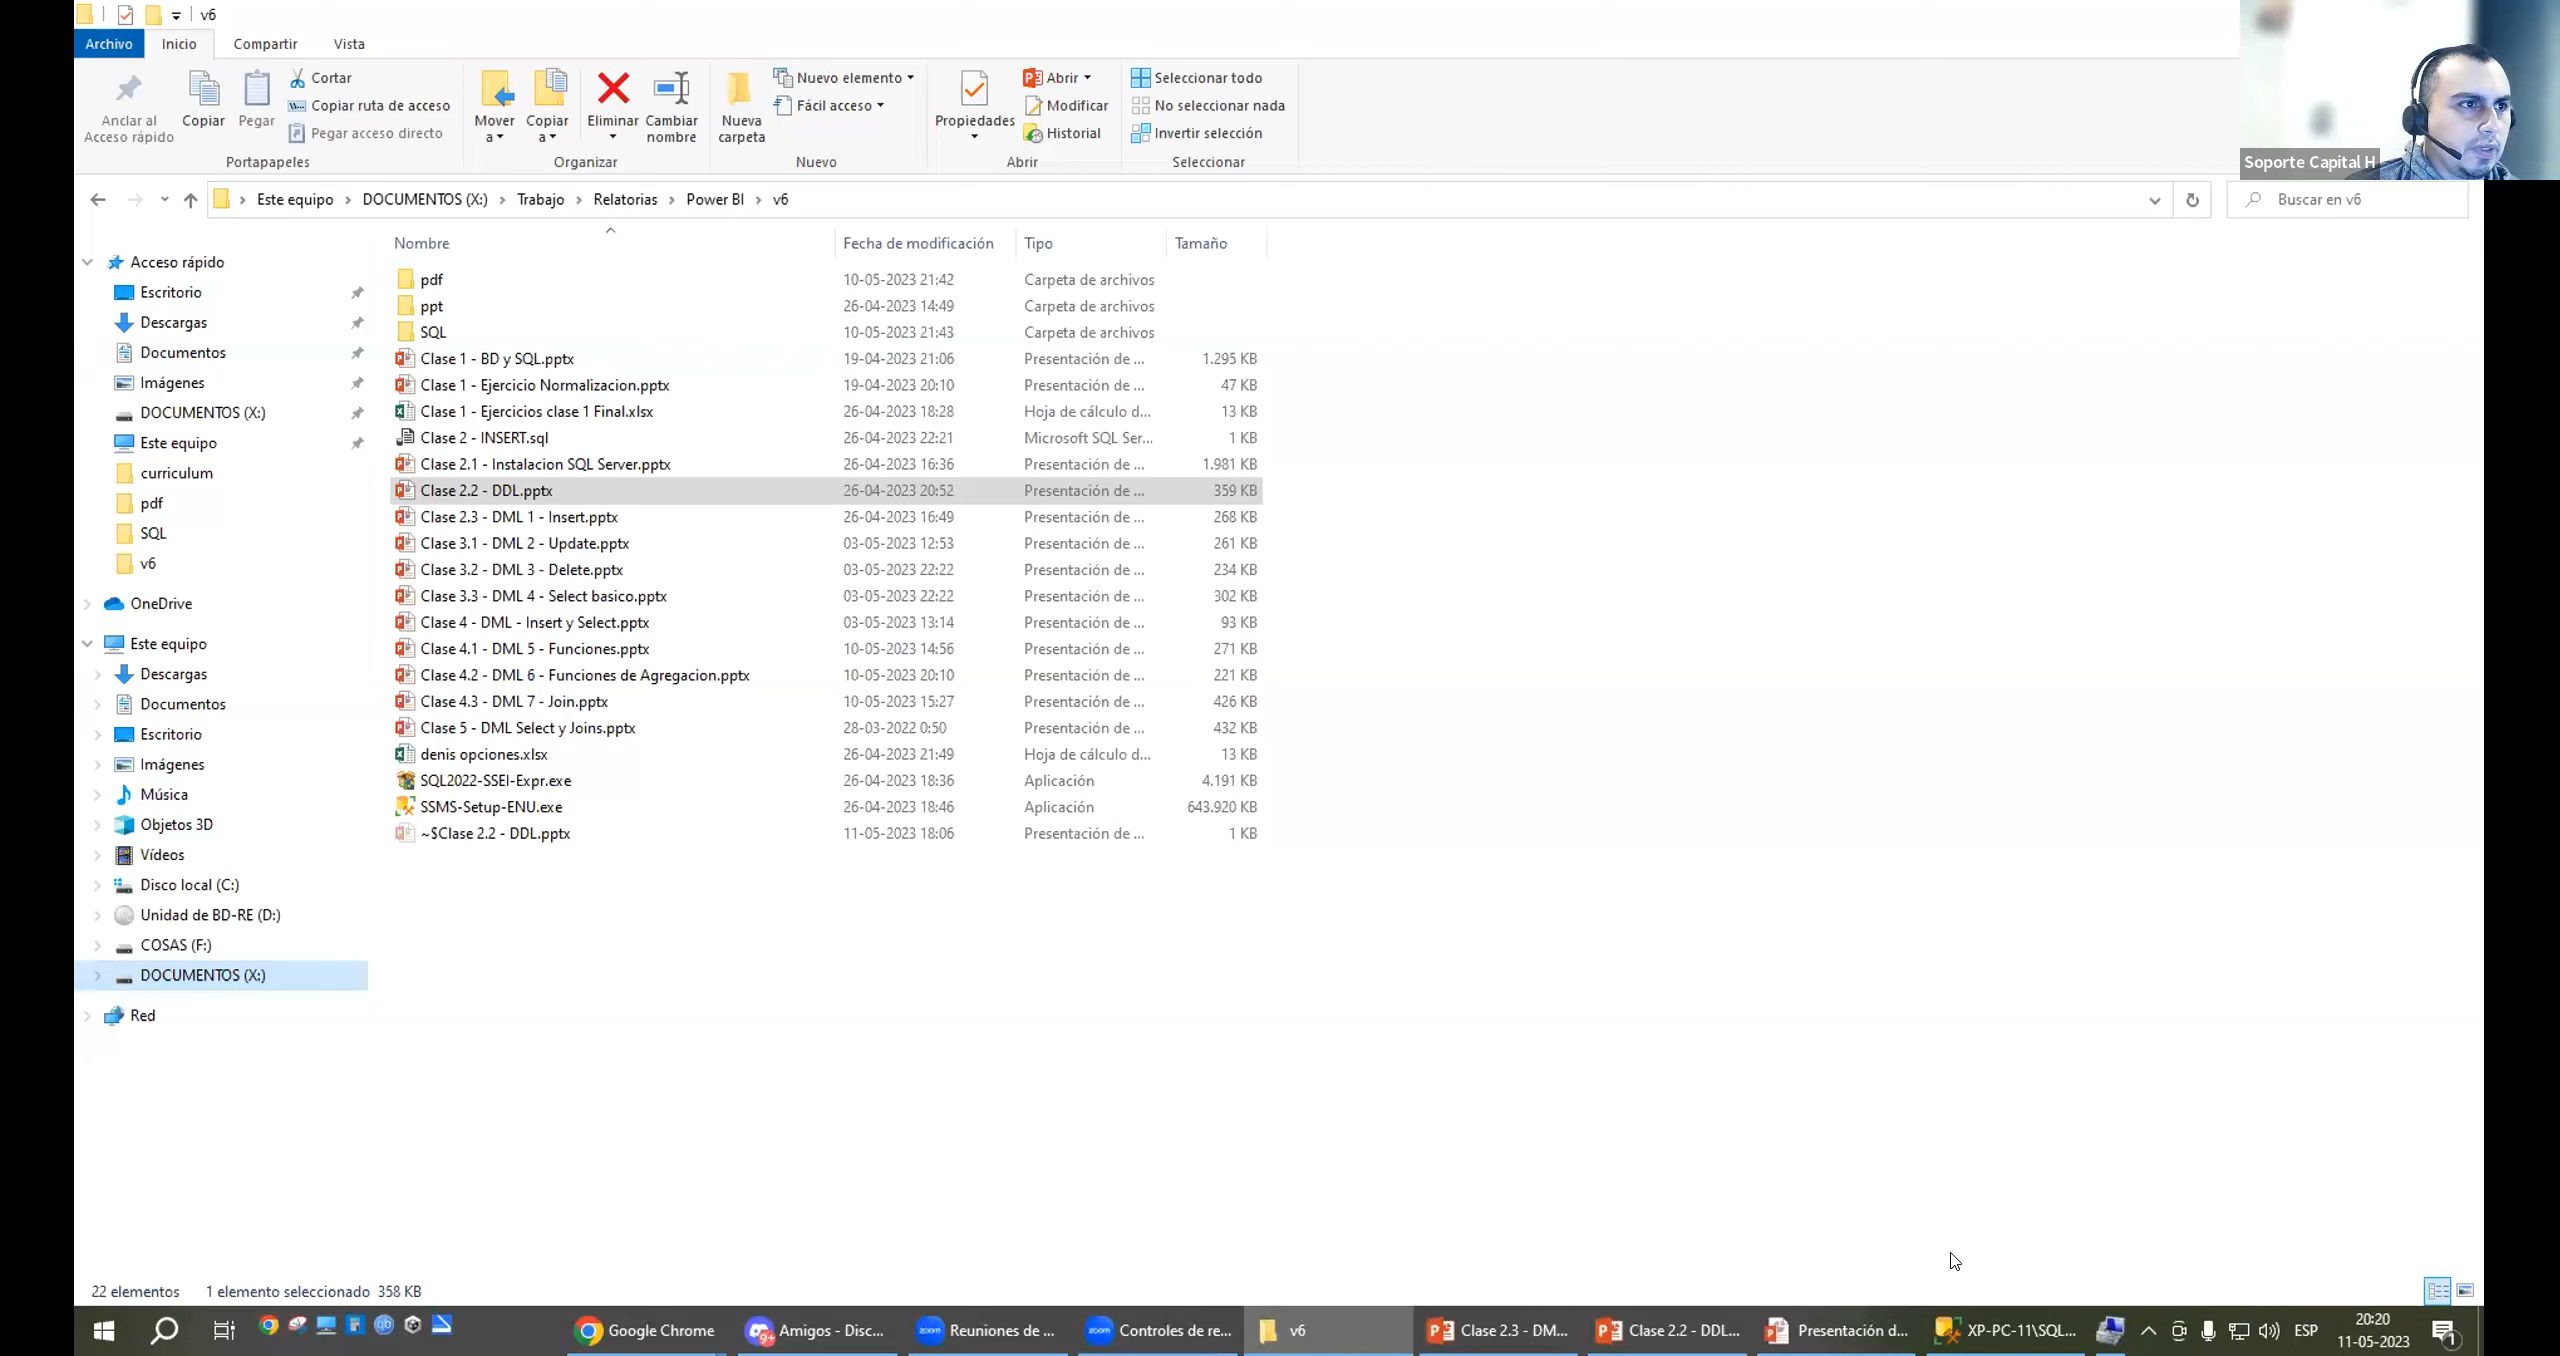 v6
Archivo Inicio Compartir Vista
Anclar al Acceso rápido
Copiar
Pegar
Cortar
Copiar ruta de acceso
Pegar acceso directo
Portapapeles
Mover a
Copiar a
Eliminar
Cambiar nombre
Organizar
Nueva carpeta
Nuevo elemento
Fácil acceso
Nuevo
Propiedades
Abrir
Modificar
Historial
Abrir
Seleccionar todo
No seleccionar nada
Invertir selección
Seleccionar
Soporte Capital H
Este equipo › DOCUMENTOS (X:) › Trabajo › Relatorias › Power BI › v6
Buscar en v6
Acceso rápido
Escritorio
Descargas
Documentos
Imágenes
DOCUMENTOS (X:)
Este equipo
curriculum
pdf
SQL
v6
OneDrive
Este equipo
Descargas
Documentos
Escritorio
Imágenes
Música
Objetos 3D
Vídeos
Disco local (C:)
Unidad de BD-RE (D:)
COSAS (F:)
DOCUMENTOS (X:)
Red
Nombre Fecha de modificación Tipo Tamaño
pdf 10-05-2023 21:42 Carpeta de archivos
ppt 26-04-2023 14:49 Carpeta de archivos
SQL 10-05-2023 21:43 Carpeta de archivos
Clase 1 - BD y SQL.pptx 19-04-2023 21:06 Presentación de ... 1.295 KB
Clase 1 - Ejercicio Normalizacion.pptx 19-04-2023 20:10 Presentación de ... 47 KB
Clase 1 - Ejercicios clase 1 Final.xlsx 26-04-2023 18:28 Hoja de cálculo d... 13 KB
Clase 2 - INSERT.sql 26-04-2023 22:21 Microsoft SQL Ser... 1 KB
Clase 2.1 - Instalacion SQL Server.pptx 26-04-2023 16:36 Presentación de ... 1.981 KB
Clase 2.2 - DDL.pptx 26-04-2023 20:52 Presentación de ... 359 KB
Clase 2.3 - DML 1 - Insert.pptx 26-04-2023 16:49 Presentación de ... 268 KB
Clase 3.1 - DML 2 - Update.pptx 03-05-2023 12:53 Presentación de ... 261 KB
Clase 3.2 - DML 3 - Delete.pptx 03-05-2023 22:22 Presentación de ... 234 KB
Clase 3.3 - DML 4 - Select basico.pptx 03-05-2023 22:22 Presentación de ... 302 KB
Clase 4 - DML - Insert y Select.pptx 03-05-2023 13:14 Presentación de ... 93 KB
Clase 4.1 - DML 5 - Funciones.pptx 10-05-2023 14:56 Presentación de ... 271 KB
Clase 4.2 - DML 6 - Funciones de Agregacion.pptx 10-05-2023 20:10 Presentación de ... 221 KB
Clase 4.3 - DML 7 - Join.pptx 10-05-2023 15:27 Presentación de ... 426 KB
Clase 5 - DML Select y Joins.pptx 28-03-2022 0:50 Presentación de ... 432 KB
denis opciones.xlsx 26-04-2023 21:49 Hoja de cálculo d... 13 KB
SQL2022-SSEI-Expr.exe 26-04-2023 18:36 Aplicación 4.191 KB
SSMS-Setup-ENU.exe 26-04-2023 18:46 Aplicación 643.920 KB
~$Clase 2.2 - DDL.pptx 11-05-2023 18:06 Presentación de ... 1 KB
22 elementos 1 elemento seleccionado 358 KB
Google Chrome Amigos - Disc... Reuniones de ... Controles de re... v6 Clase 2.3 - DM... Clase 2.2 - DDL... Presentación d... XP-PC-11\SQL... ESP 20:20
11-05-2023